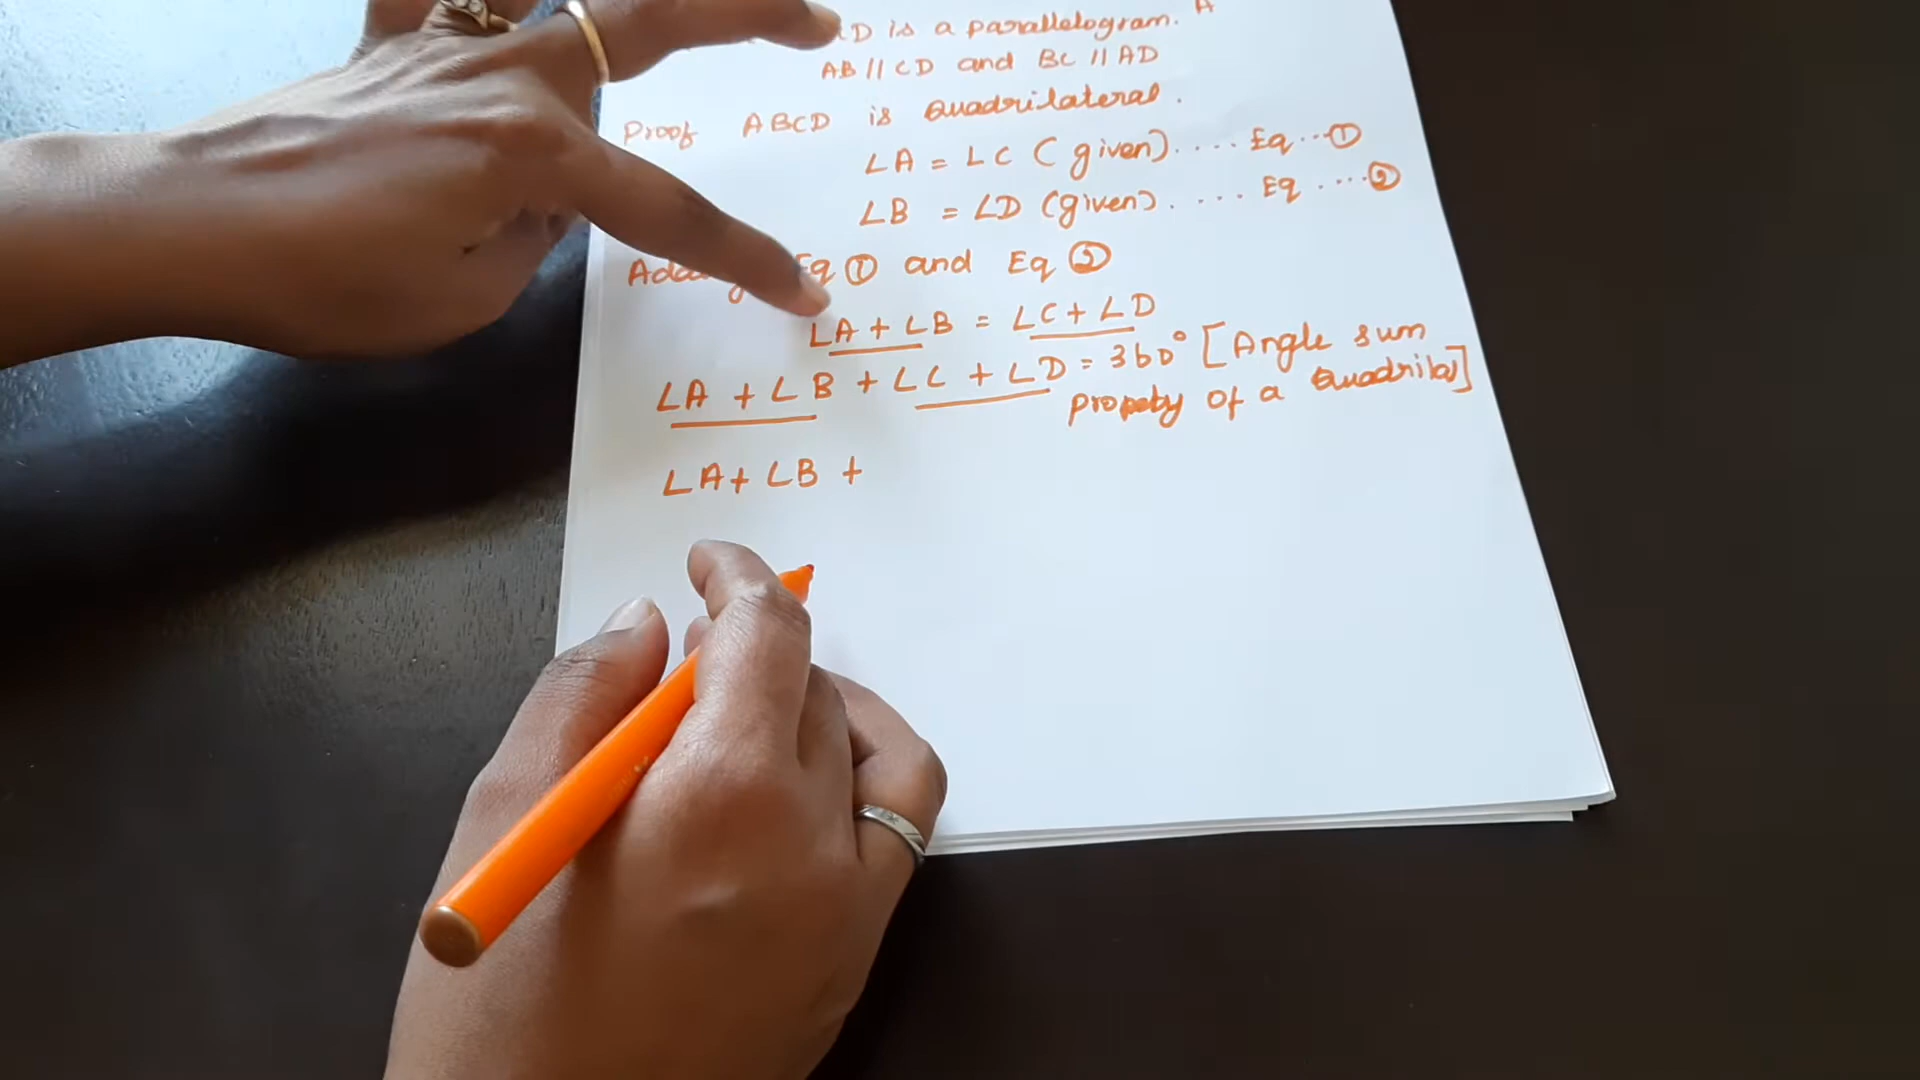 D is a parallelogram. A
AB // CD and BC // AD
Proof ABCD is Quadrilateral.
∠A = ∠C (given). .... Eq ...①
∠B = ∠D (given). .... Eq ....②
Eq ① and Eq ②
∠A + ∠B = ∠C + ∠D
∠A + ∠B + ∠C + ∠D = 360° [Angle sum
property of a Quadrila]
∠A + ∠B +